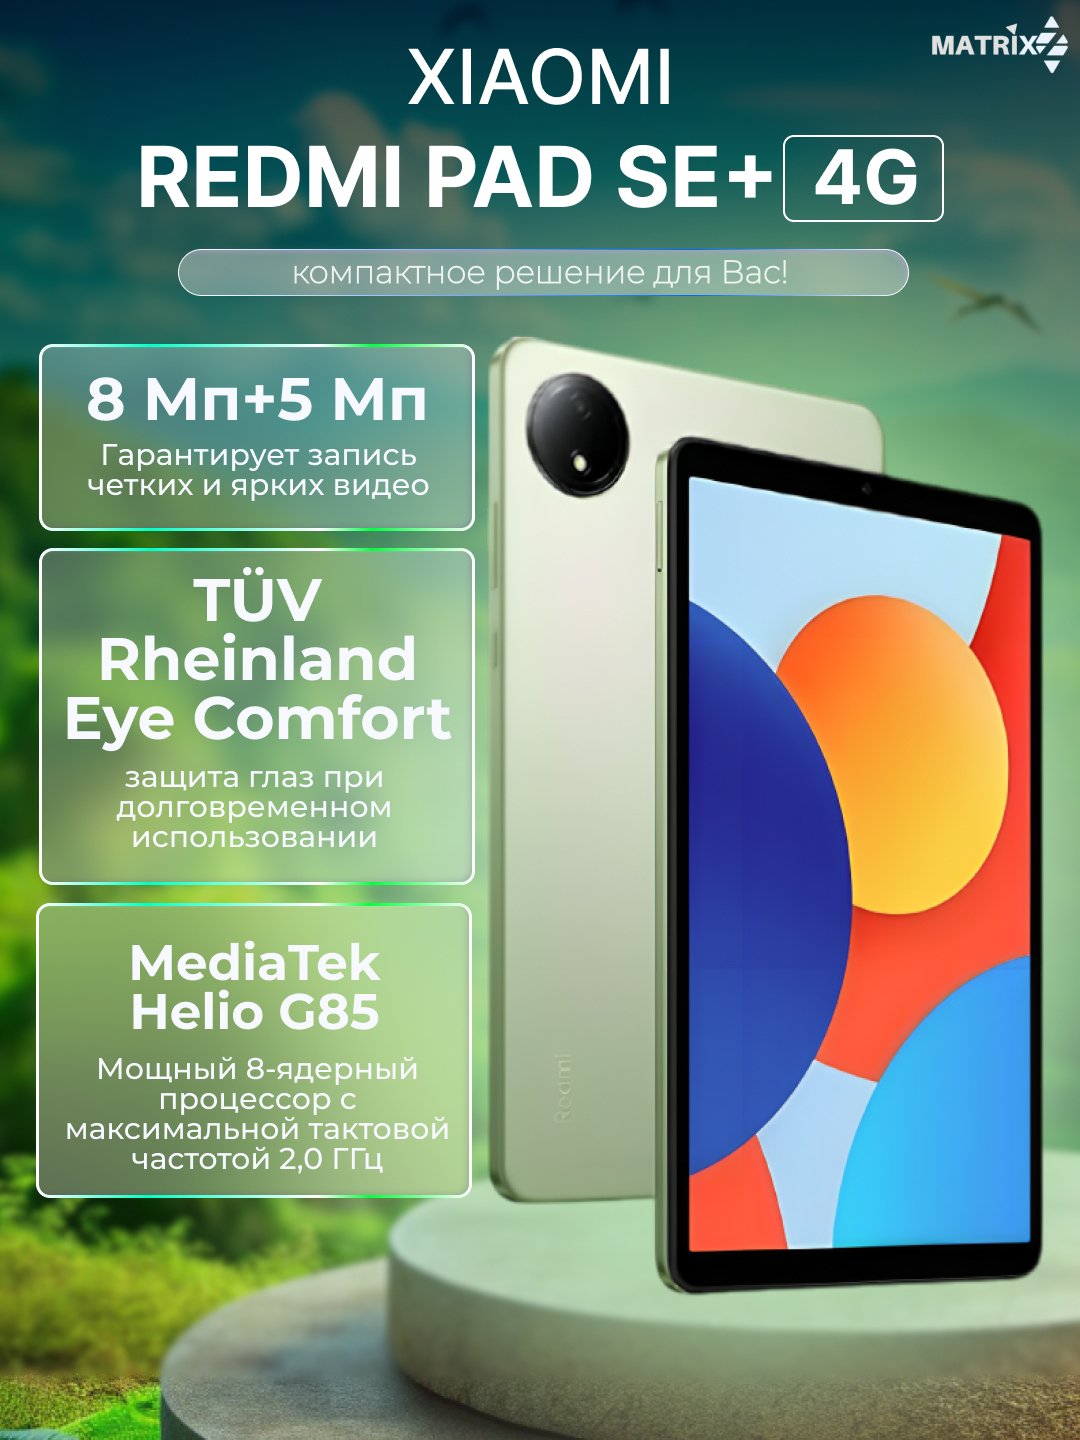 MATRIX
XIAOMI
REDMI PAD SE+ 4G
компактное решение для Вас!
8 Мп+5 Мп
Гарантирует запись
четких и ярких видео
TÜV
Rheinland
Eye Comfort
защита глаз при
долговременном
использовании
MediaTek
Helio G85
Мощный 8-ядерный
процессор с
максимальной тактовой
частотой 2,0 ГГц
Redmi